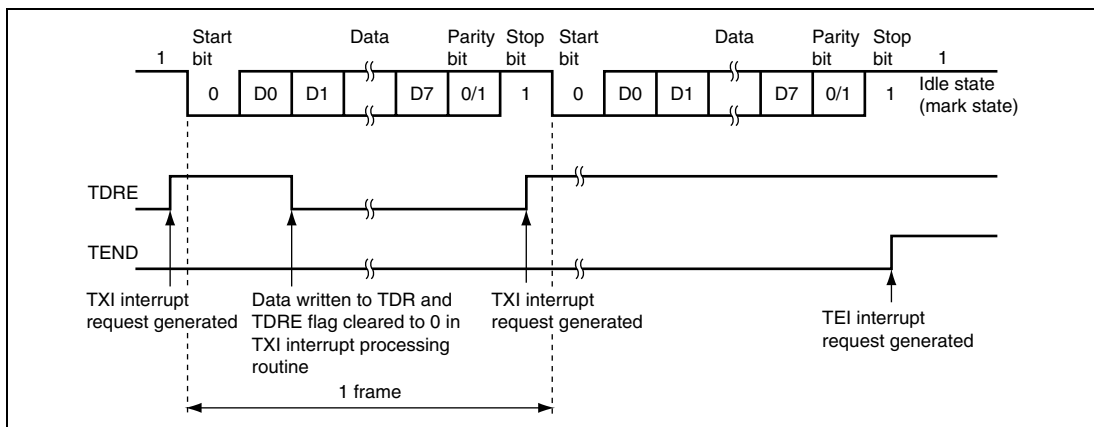 1
Start bit
Data
Parity bit
Stop bit
Start bit
Data
Parity bit
Stop bit
1
0 D0 D1 D7 0/1 1 0 D0 D1 D7 0/1 1
Idle state
(mark state)
TDRE
TEND
TXI interrupt
request generated
Data written to TDR and
TDRE flag cleared to 0 in
TXI interrupt processing
routine
TXI interrupt
request generated
TEI interrupt
request generated
1 frame